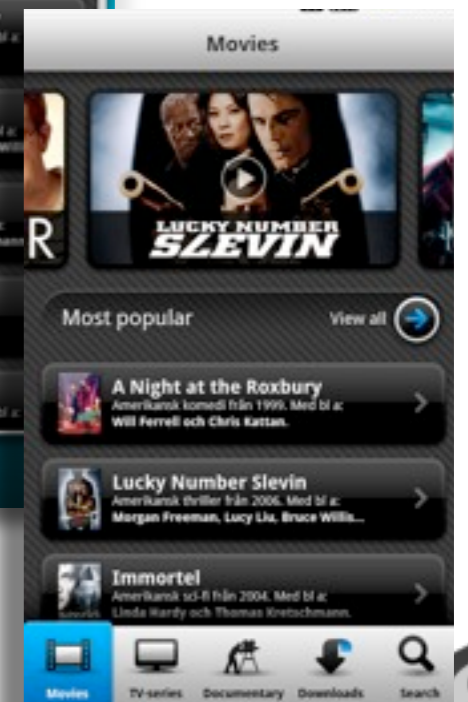 Movies
R
LUCKY NUMBER
SLEVIN
Most popular
View all
A Night at the Roxbury
Amerikansk komedi från 1999. Med bl a:
Will Ferrell och Chris Kattan.
Lucky Number Slevin
Amerikansk thriller från 2006. Med bl a:
Morgan Freeman, Lucy Liu, Bruce Willis...
Immortel
Amerikansk sci-fi från 2004. Med bl a:
Linda Hardy och Thomas Kretschmann.
Movies
TV-series
Documentary
Downloads
Search